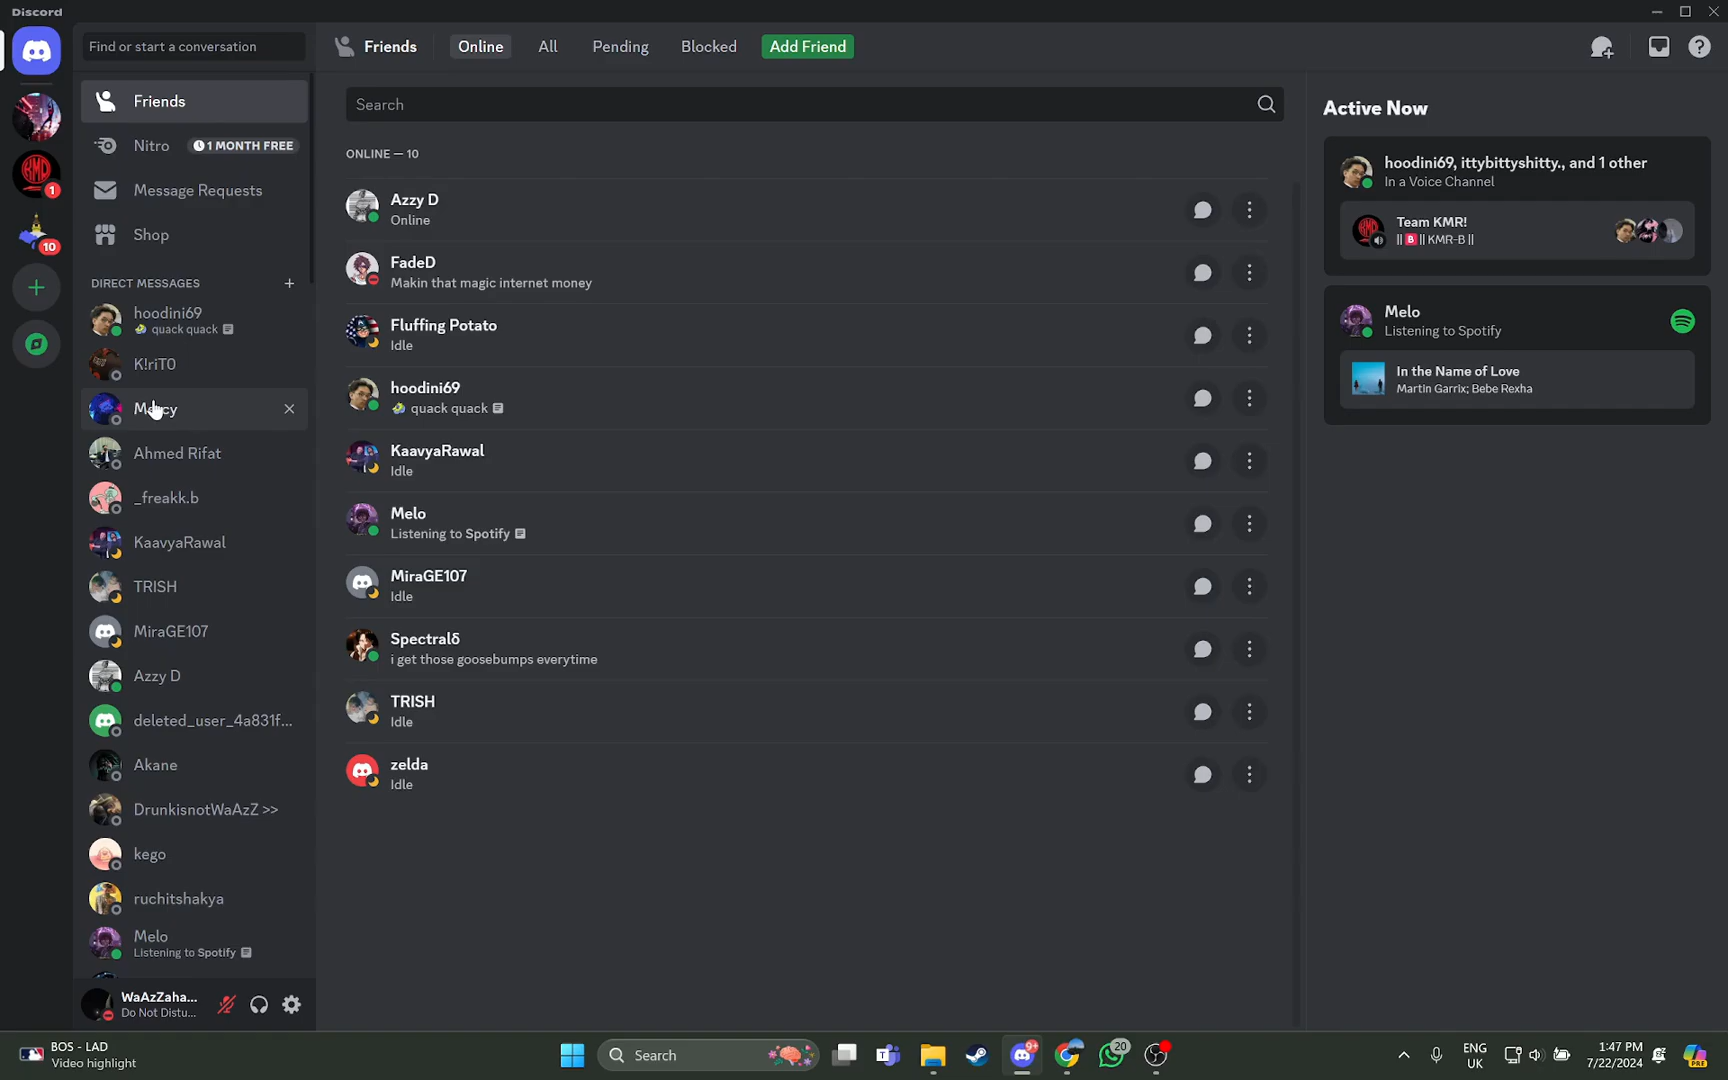 Discord
Find or start a conversation
Friends
Online
All
Pending
Blocked
Add Friend
Friends
Nitro
1 MONTH FREE
Message Requests
Shop
DIRECT MESSAGES
hoodini69
quack quack
K!riT0
Mercy
Ahmed Rifat
_freakk.b
KaavyaRawal
TRISH
MiraGE107
Azzy D
deleted_user_4a831f...
Akane
DrunkisnotWaAzZ >>
kego
ruchitshakya
Melo
Listening to Spotify
WaAzZaha...
Do Not Distu...
1
10
Search
ONLINE — 10
Azzy D
Online
FadeD
Makin that magic internet money
Fluffing Potato
Idle
hoodini69
quack quack
KaavyaRawal
Idle
Melo
Listening to Spotify
MiraGE107
Idle
Spectralδ
i get those goosebumps everytime
TRISH
Idle
zelda
Idle
Active Now
hoodini69, ittybittyshitty., and 1 other
In a Voice Channel
Team KMR!
|| B || KMR-B ||
Melo
Listening to Spotify
In the Name of Love
Martin Garrix; Bebe Rexha
BOS - LAD
Video highlight
Search
9+
20
ENG
UK
1:47 PM
7/22/2024
PRE